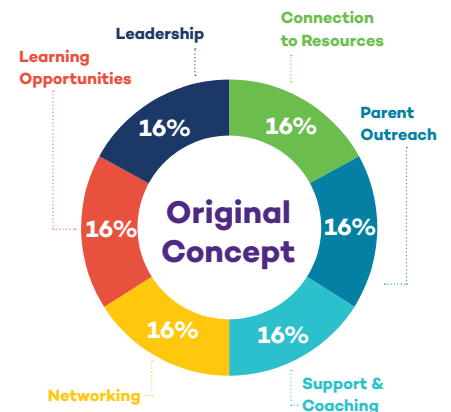 Leadership
Connection
to Resources
Learning
Opportunities
Parent
Outreach
16%
16%
16%
16%
16%
16%
Original
Concept
Networking
Support &
Coaching